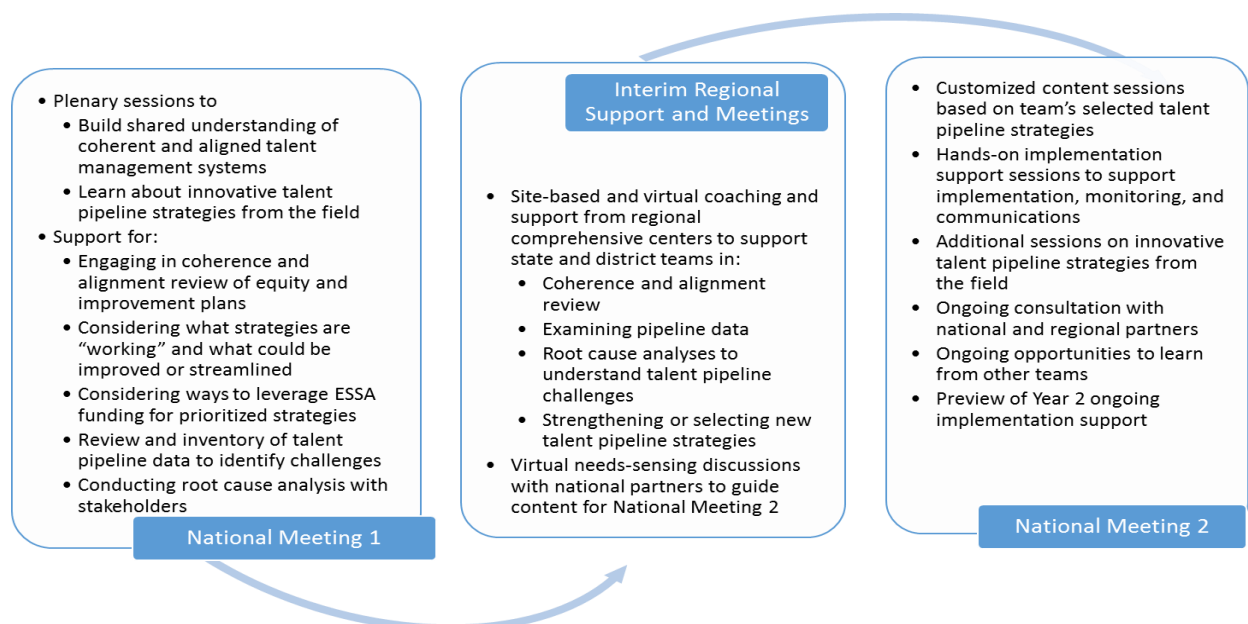 • Plenary sessions to
• Build shared understanding of
coherent and aligned talent
management systems
• Learn about innovative talent
pipeline strategies from the field
• Support for:
• Engaging in coherence and
alignment review of equity and
improvement plans
• Considering what strategies are
“working” and what could be
improved or streamlined
• Considering ways to leverage ESSA
funding for prioritized strategies
• Review and inventory of talent
pipeline data to identify challenges
• Conducting root cause analysis with
stakeholders
National Meeting 1
Interim Regional
Support and Meetings
• Site-based and virtual coaching and
support from regional
comprehensive centers to support
state and district teams in:
• Coherence and alignment
review
• Examining pipeline data
• Root cause analyses to
understand talent pipeline
challenges
• Strengthening or selecting new
talent pipeline strategies
• Virtual needs-sensing discussions
with national partners to guide
content for National Meeting 2
• Customized content sessions
based on team’s selected talent
pipeline strategies
• Hands-on implementation
support sessions to support
implementation, monitoring, and
communications
• Additional sessions on innovative
talent pipeline strategies from
the field
• Ongoing consultation with
national and regional partners
• Ongoing opportunities to learn
from other teams
• Preview of Year 2 ongoing
implementation support
National Meeting 2